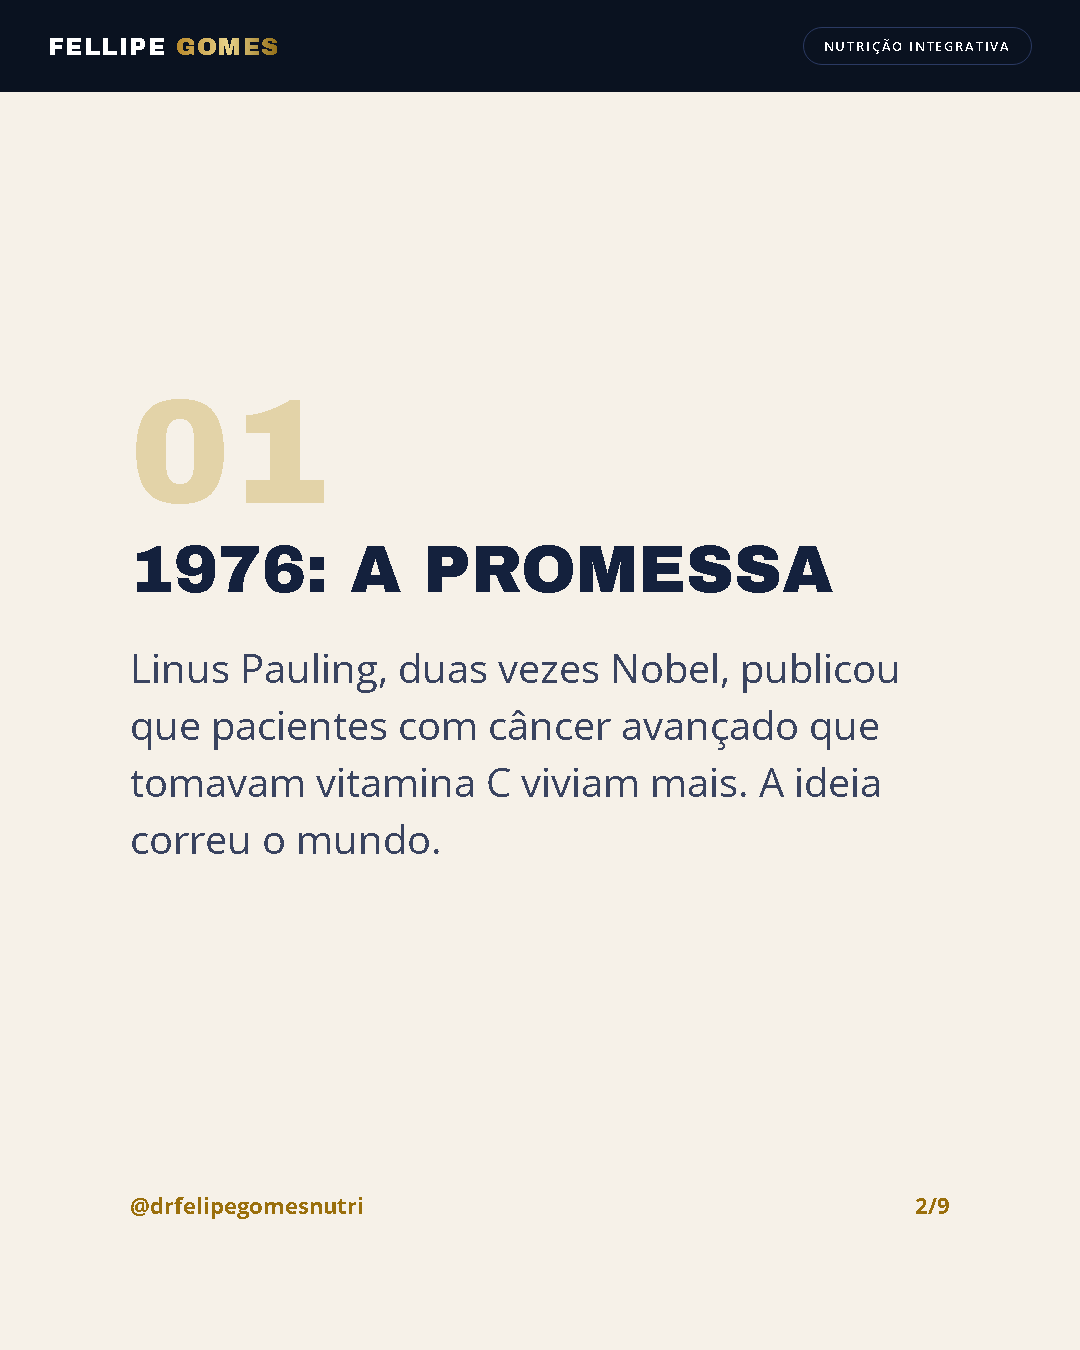 FELLIPE GOMES
NUTRIÇÃO INTEGRATIVA
01
1976: A PROMESSA
Linus Pauling, duas vezes Nobel, publicou
que pacientes com câncer avançado que
tomavam vitamina C viviam mais. A ideia
correu o mundo.
@drfelipegomesnutri
2/9